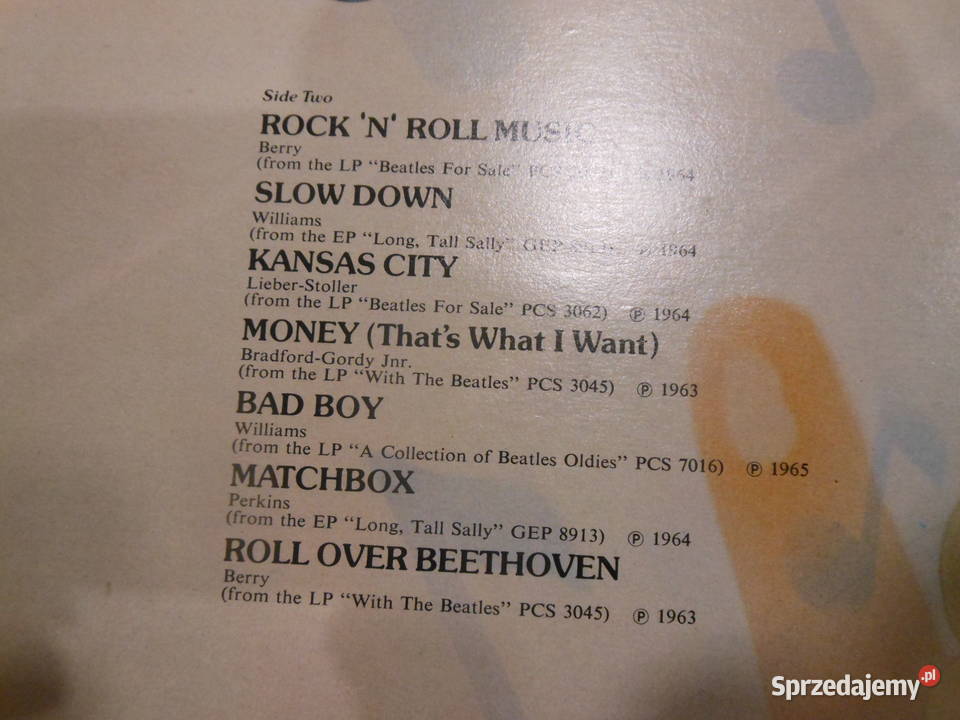 Side Two
ROCK 'N' ROLL MUSIC
Berry
(from the LP "Beatles For Sale" 1964
SLOW DOWN
Williams
(from the EP "Long, Tall Sally" GEP ℗ 1964
KANSAS CITY
Lieber-Stoller
(from the LP "Beatles For Sale" PCS 3062) ℗ 1964
MONEY (That's What I Want)
Bradford-Gordy Jnr.
(from the LP "With The Beatles" PCS 3045) ℗ 1963
BAD BOY
Williams
(from the LP "A Collection of Beatles Oldies" PCS 7016) ℗ 1965
MATCHBOX
Perkins
(from the EP "Long, Tall Sally" GEP 8913) ℗ 1964
ROLL OVER BEETHOVEN
Berry
(from the LP "With The Beatles" PCS 3045) ℗ 1963
Sprzedajemy.pl